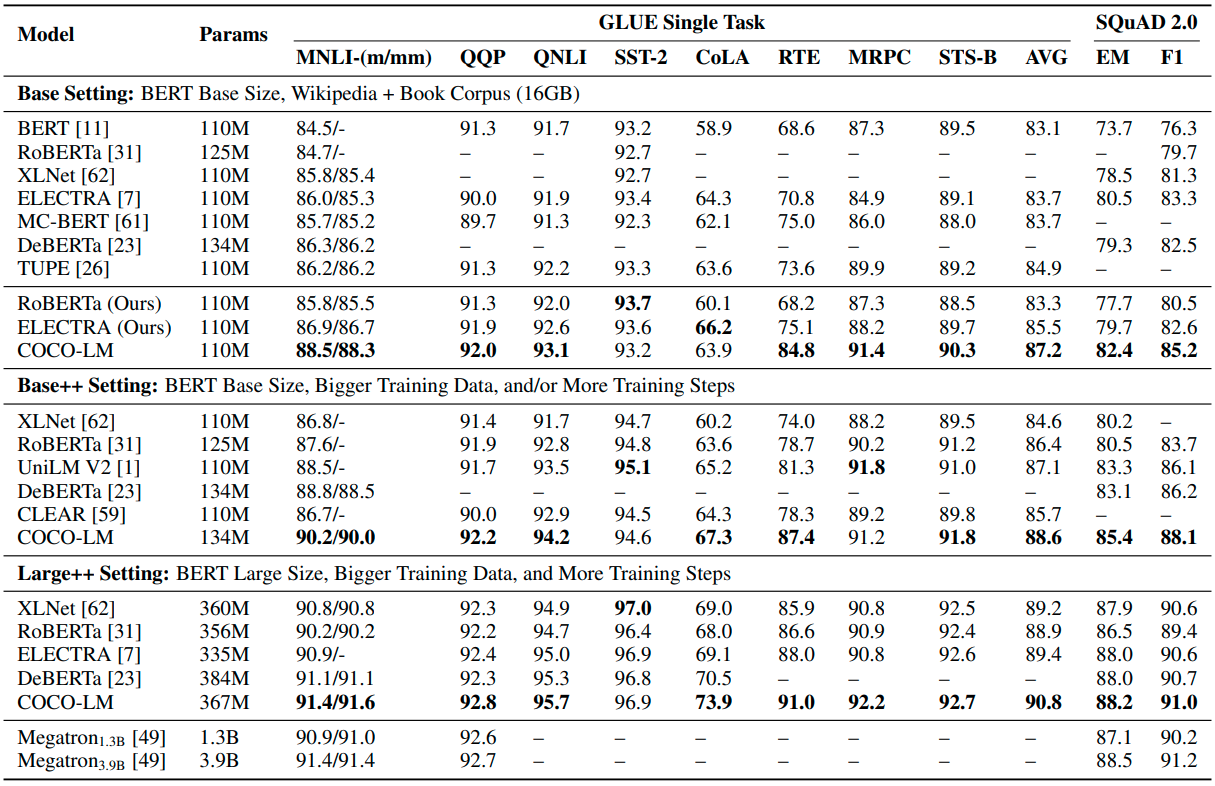 Model Params GLUE Single Task SQuAD 2.0
MNLI-(m/mm) QQP QNLI SST-2 CoLA RTE MRPC STS-B AVG EM F1
Base Setting: BERT Base Size, Wikipedia + Book Corpus (16GB)
BERT [11] 110M 84.5/- 91.3 91.7 93.2 58.9 68.6 87.3 89.5 83.1 73.7 76.3
RoBERTa [31] 125M 84.7/- – – 92.7 – – – – – – 79.7
XLNet [62] 110M 85.8/85.4 – – 92.7 – – – – – 78.5 81.3
ELECTRA [7] 110M 86.0/85.3 90.0 91.9 93.4 64.3 70.8 84.9 89.1 83.7 80.5 83.3
MC-BERT [61] 110M 85.7/85.2 89.7 91.3 92.3 62.1 75.0 86.0 88.0 83.7 – –
DeBERTa [23] 134M 86.3/86.2 – – – – – – – – 79.3 82.5
TUPE [26] 110M 86.2/86.2 91.3 92.2 93.3 63.6 73.6 89.9 89.2 84.9 – –
RoBERTa (Ours) 110M 85.8/85.5 91.3 92.0 93.7 60.1 68.2 87.3 88.5 83.3 77.7 80.5
ELECTRA (Ours) 110M 86.9/86.7 91.9 92.6 93.6 66.2 75.1 88.2 89.7 85.5 79.7 82.6
COCO-LM 110M 88.5/88.3 92.0 93.1 93.2 63.9 84.8 91.4 90.3 87.2 82.4 85.2
Base++ Setting: BERT Base Size, Bigger Training Data, and/or More Training Steps
XLNet [62] 110M 86.8/- 91.4 91.7 94.7 60.2 74.0 88.2 89.5 84.6 80.2 –
RoBERTa [31] 125M 87.6/- 91.9 92.8 94.8 63.6 78.7 90.2 91.2 86.4 80.5 83.7
UniLM V2 [1] 110M 88.5/- 91.7 93.5 95.1 65.2 81.3 91.8 91.0 87.1 83.3 86.1
DeBERTa [23] 134M 88.8/88.5 – – – – – – – – 83.1 86.2
CLEAR [59] 110M 86.7/- 90.0 92.9 94.5 64.3 78.3 89.2 89.8 85.7 – –
COCO-LM 134M 90.2/90.0 92.2 94.2 94.6 67.3 87.4 91.2 91.8 88.6 85.4 88.1
Large++ Setting: BERT Large Size, Bigger Training Data, and More Training Steps
XLNet [62] 360M 90.8/90.8 92.3 94.9 97.0 69.0 85.9 90.8 92.5 89.2 87.9 90.6
RoBERTa [31] 356M 90.2/90.2 92.2 94.7 96.4 68.0 86.6 90.9 92.4 88.9 86.5 89.4
ELECTRA [7] 335M 90.9/- 92.4 95.0 96.9 69.1 88.0 90.8 92.6 89.4 88.0 90.6
DeBERTa [23] 384M 91.1/91.1 92.3 95.3 96.8 70.5 – – – – 88.0 90.7
COCO-LM 367M 91.4/91.6 92.8 95.7 96.9 73.9 91.0 92.2 92.7 90.8 88.2 91.0
Megatron1.3B [49] 1.3B 90.9/91.0 92.6 – – – – – – – 87.1 90.2
Megatron3.9B [49] 3.9B 91.4/91.4 92.7 – – – – – – – 88.5 91.2